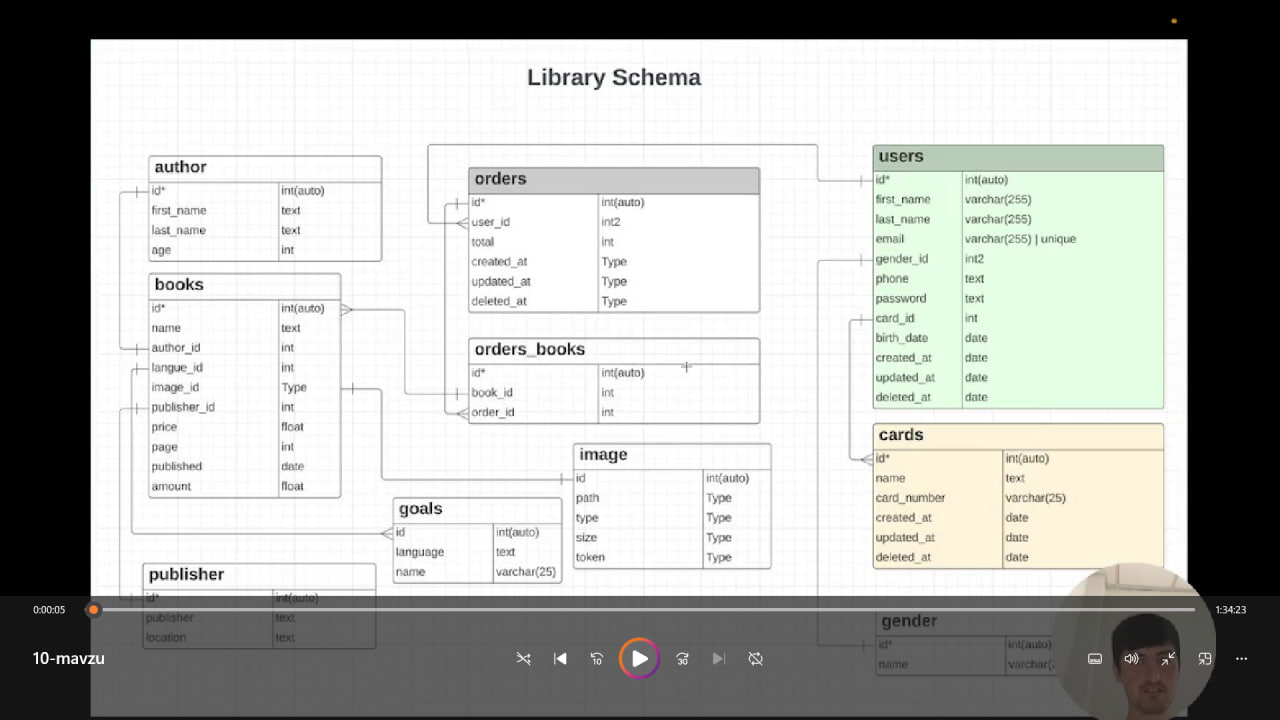 Library Schema
author
id* int(auto)
first_name text
last_name text
age int
books
id* int(auto)
name text
author_id int
langue_id int
image_id Type
publisher_id int
price float
page int
published date
amount float
publisher
id* int(auto)
publisher text
location text
orders
id* int(auto)
user_id int2
total int
created_at Type
updated_at Type
deleted_at Type
orders_books
id* int(auto)
book_id int
order_id int
image
id int(auto)
path Type
type Type
size Type
token Type
goals
id int(auto)
language text
name varchar(25)
users
id* int(auto)
first_name varchar(255)
last_name varchar(255)
email varchar(255) | unique
gender_id int2
phone text
password text
card_id int
birth_date date
created_at date
updated_at date
deleted_at date
cards
id* int(auto)
name text
card_number varchar(25)
created_at date
updated_at date
deleted_at date
gender
id* int(auto)
name
0:00:05
1:34:23
10-mavzu
10
30